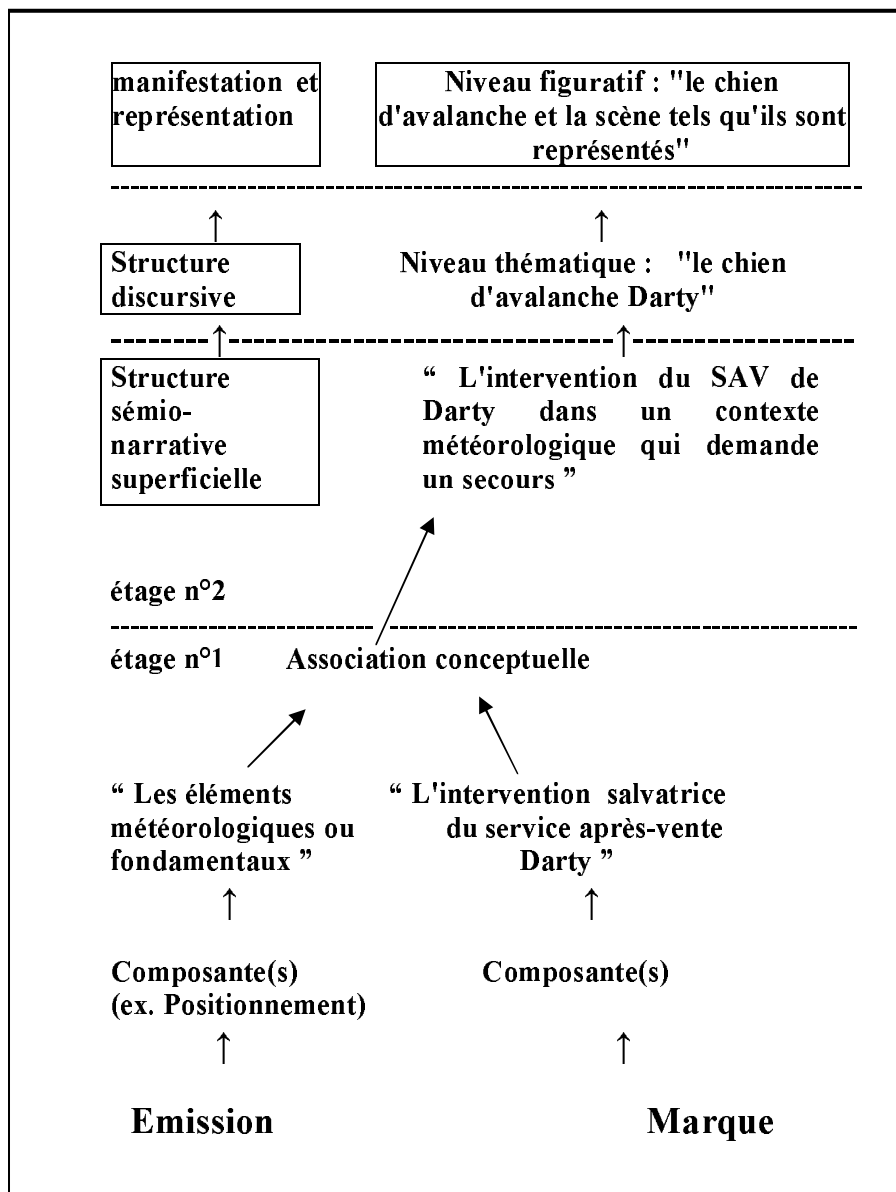 manifestation et
représentation
Niveau figuratif : "le chien
d'avalanche et la scène tels qu'ils sont
représentés"
Structure
discursive
Niveau thématique : "le chien
d'avalanche Darty"
Structure
sémio-
narrative
superficielle
“ L'intervention du SAV de
Darty dans un contexte
météorologique qui demande
un secours ”
étage n°2
étage n°1 Association conceptuelle
“ Les éléments
météorologiques ou
fondamentaux ”
“ L'intervention salvatrice
du service après-vente
Darty ”
Composante(s)
(ex. Positionnement)
Composante(s)
Emission
Marque